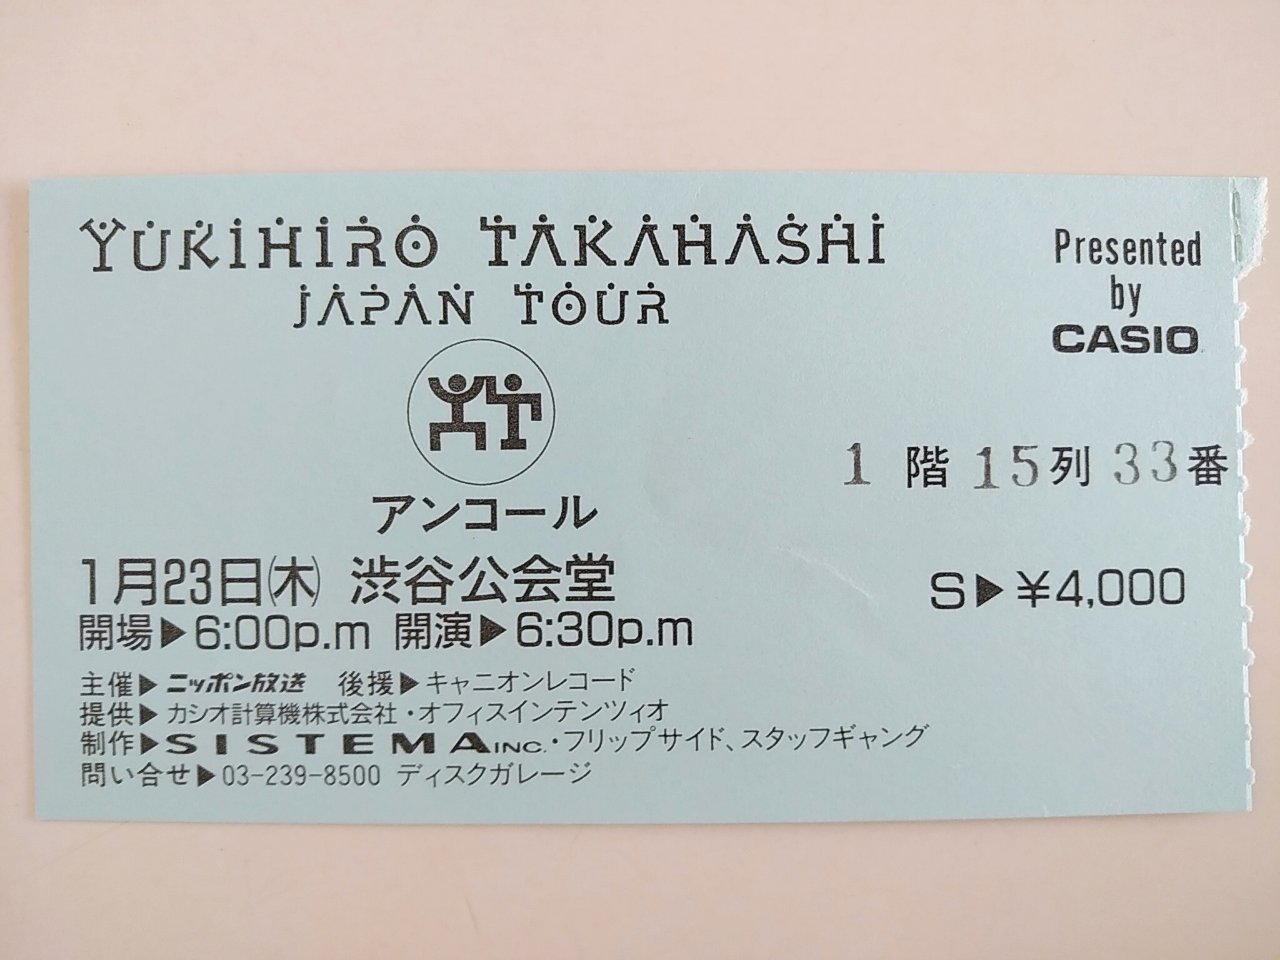 YUKIHIRO TAKAHASHI
JAPAN TOUR
Presented
by
CASIO
アンコール
1階 15列 33番
1月23日(木) 渋谷公会堂
S▶¥4,000
開場▶6:00p.m 開演▶6:30p.m
主催▶ニッポン放送 後援▶キャニオンレコード
提供▶カシオ計算機株式会社・オフィスインテンツィオ
制作▶SISTEMA INC.・フリップサイド、スタッフギャング
問い合せ▶03-239-8500 ディスクガレージ